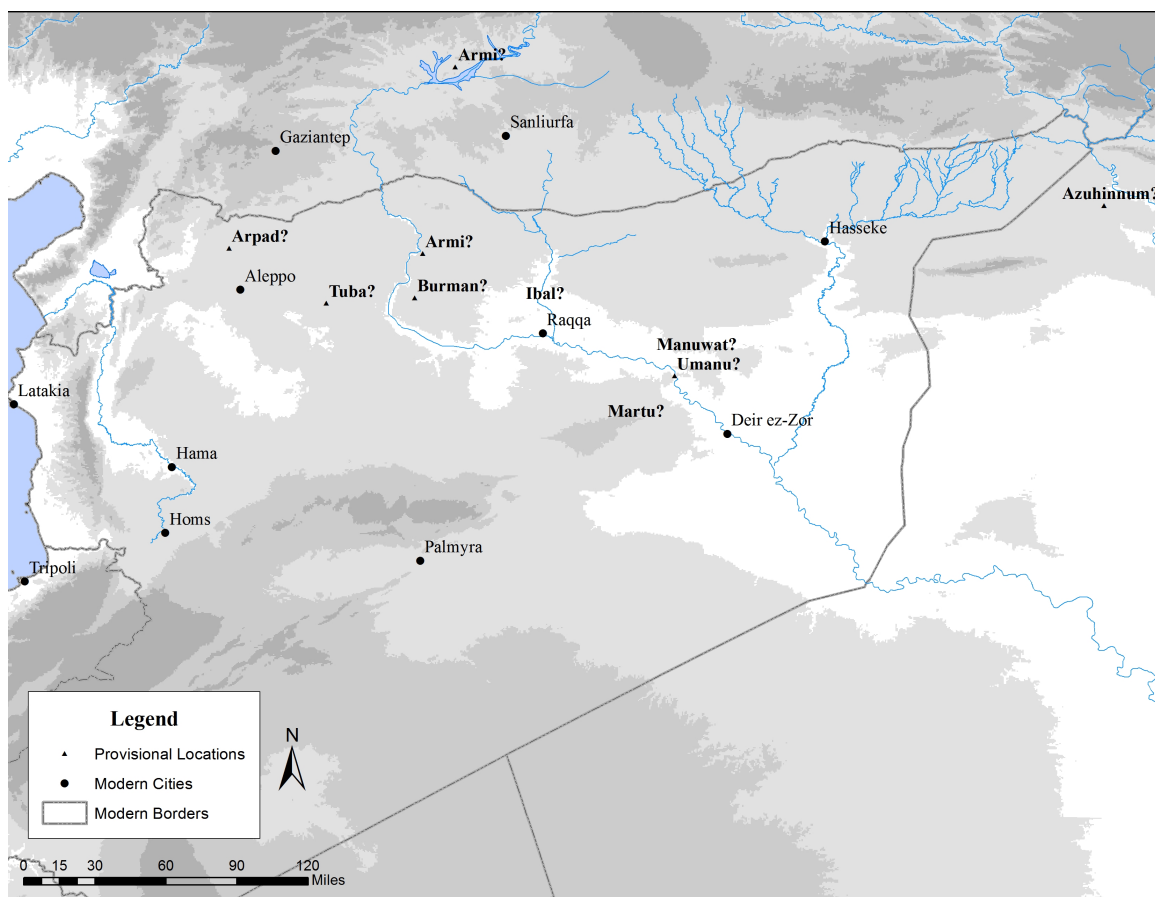 Armi?
Sanliurfa
Gaziantep
Azuhinnum?
Hasseke
Arpad?
Armi?
Aleppo
Tuba?
Burman?
Ibal?
Raqqa
Manuwat?
Umanu?
Latakia
Martu?
Deir ez-Zor
Hama
Homs
Palmyra
Tripoli
Legend
Provisional Locations
Modern Cities
Modern Borders
N
0 15 30 60 90 120
Miles